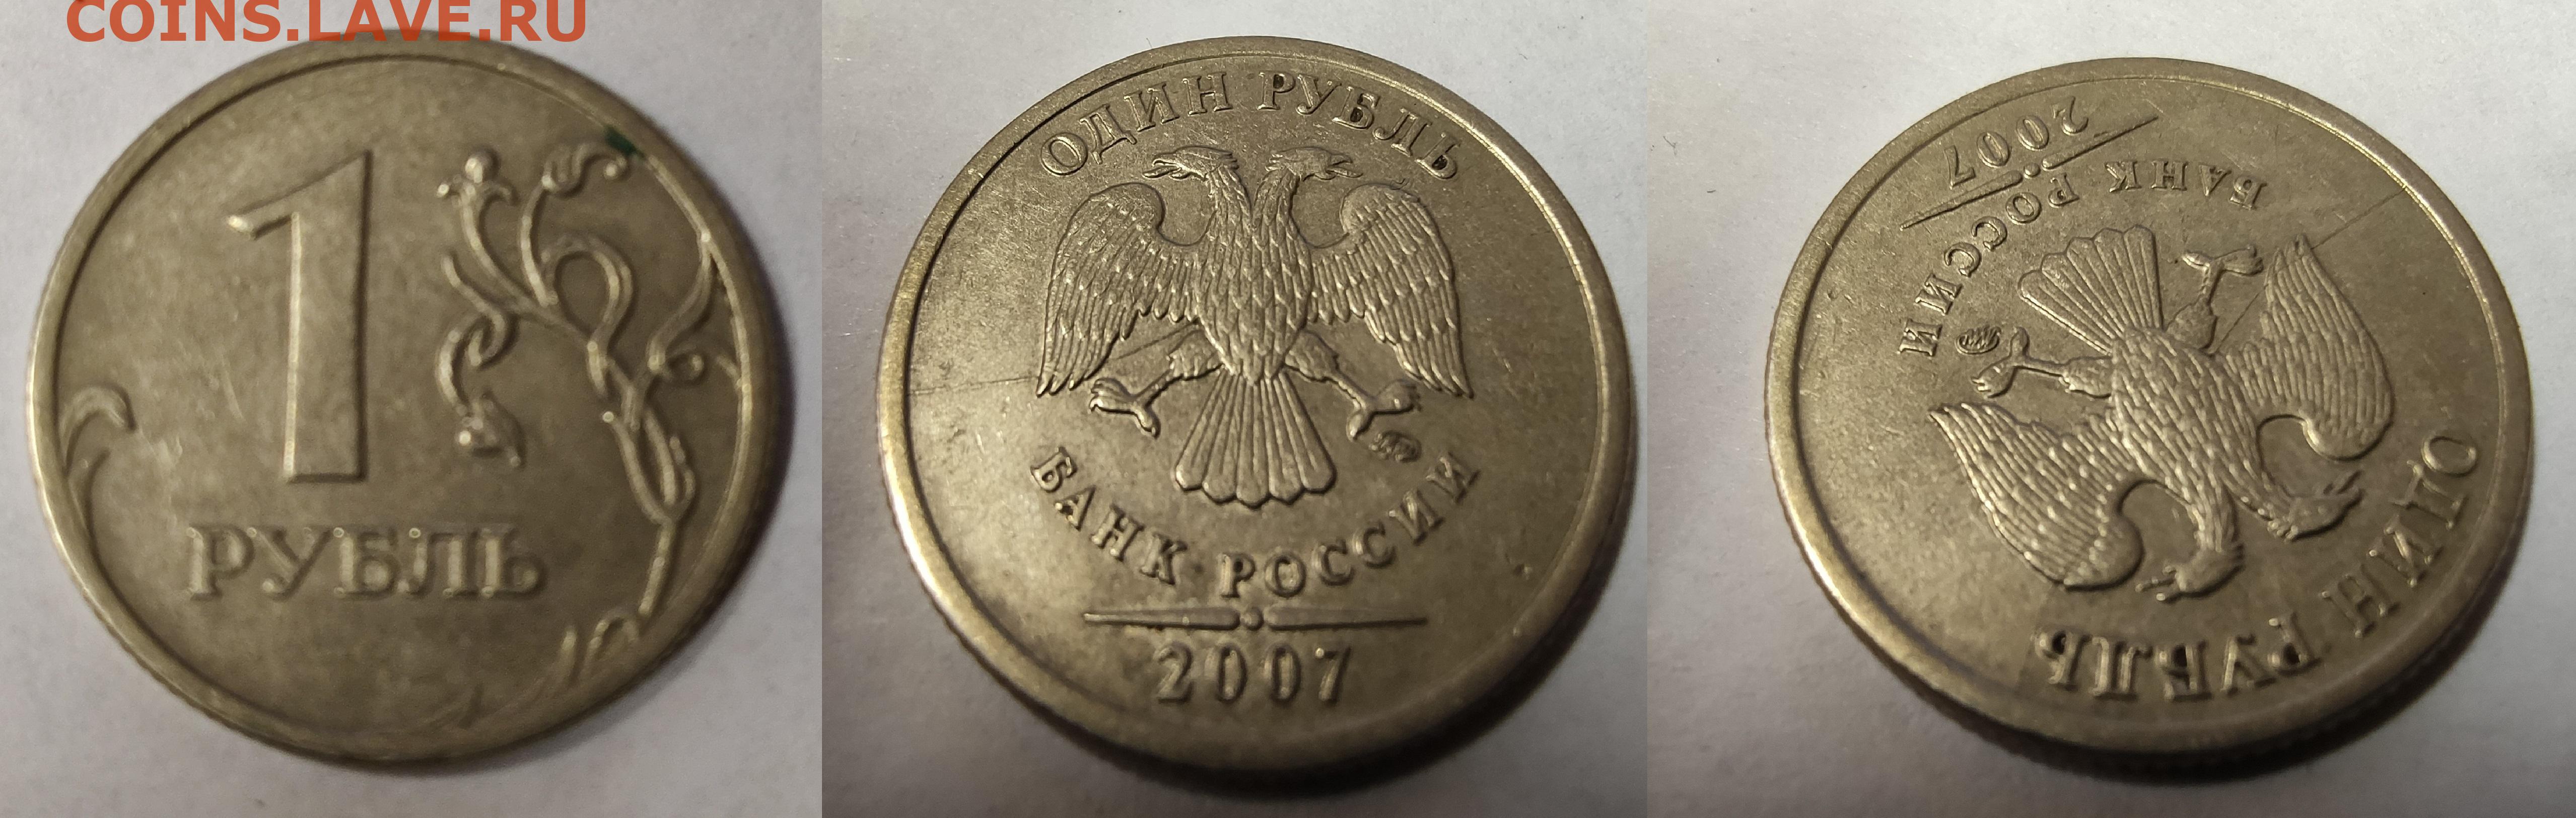 COINS.LAVE.RU
1
РУБЛЬ
ОДИН РУБЛЬ
БАНК РОССИИ
2007
2007
БАНК РОССИИ
ОДИН РУБЛЬ